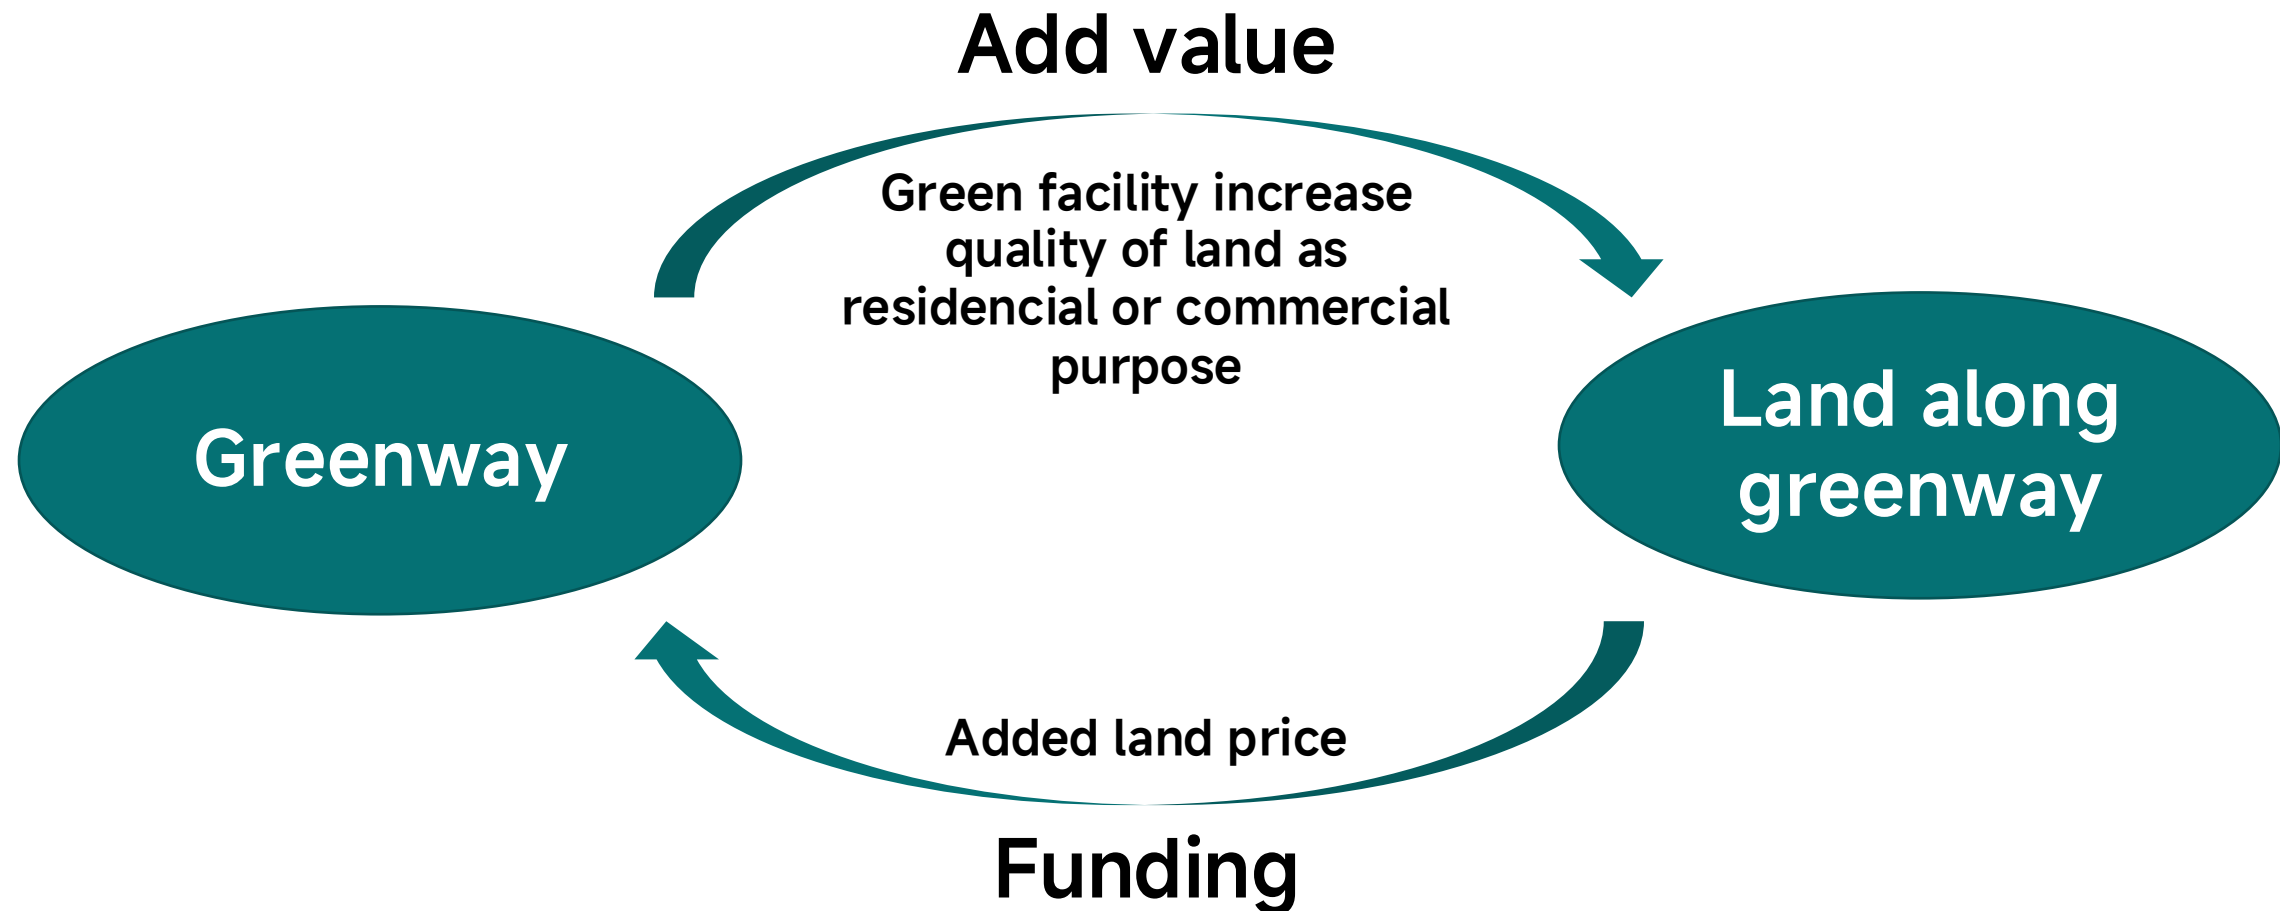 Add value
Green facility increase
quality of land as
residencial or commercial
purpose
Greenway
Land along
greenway
Added land price
Funding